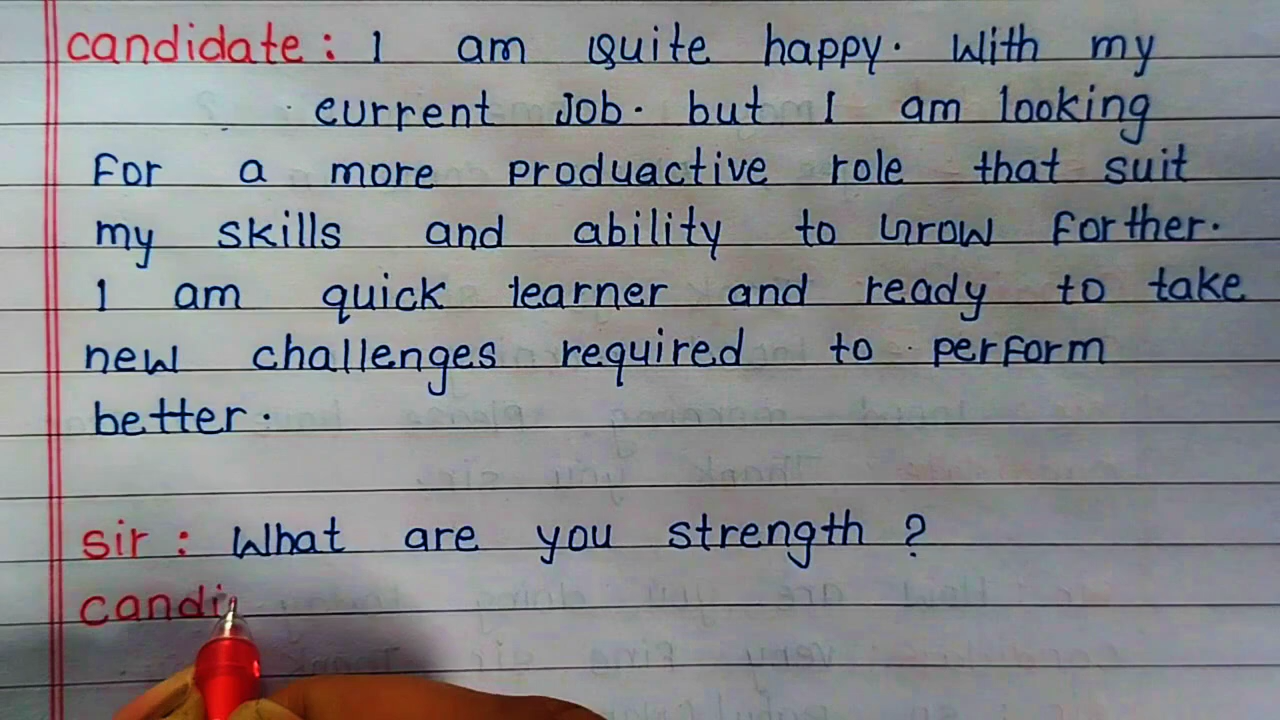 candidate: I am quite happy. With my
current Job. but I am looking
For a more produactive role that suit
my skills and ability to Grow Forther.
I am quick learner and ready to take
new challenges required to perform
better.
sir: What are you strength?
candi